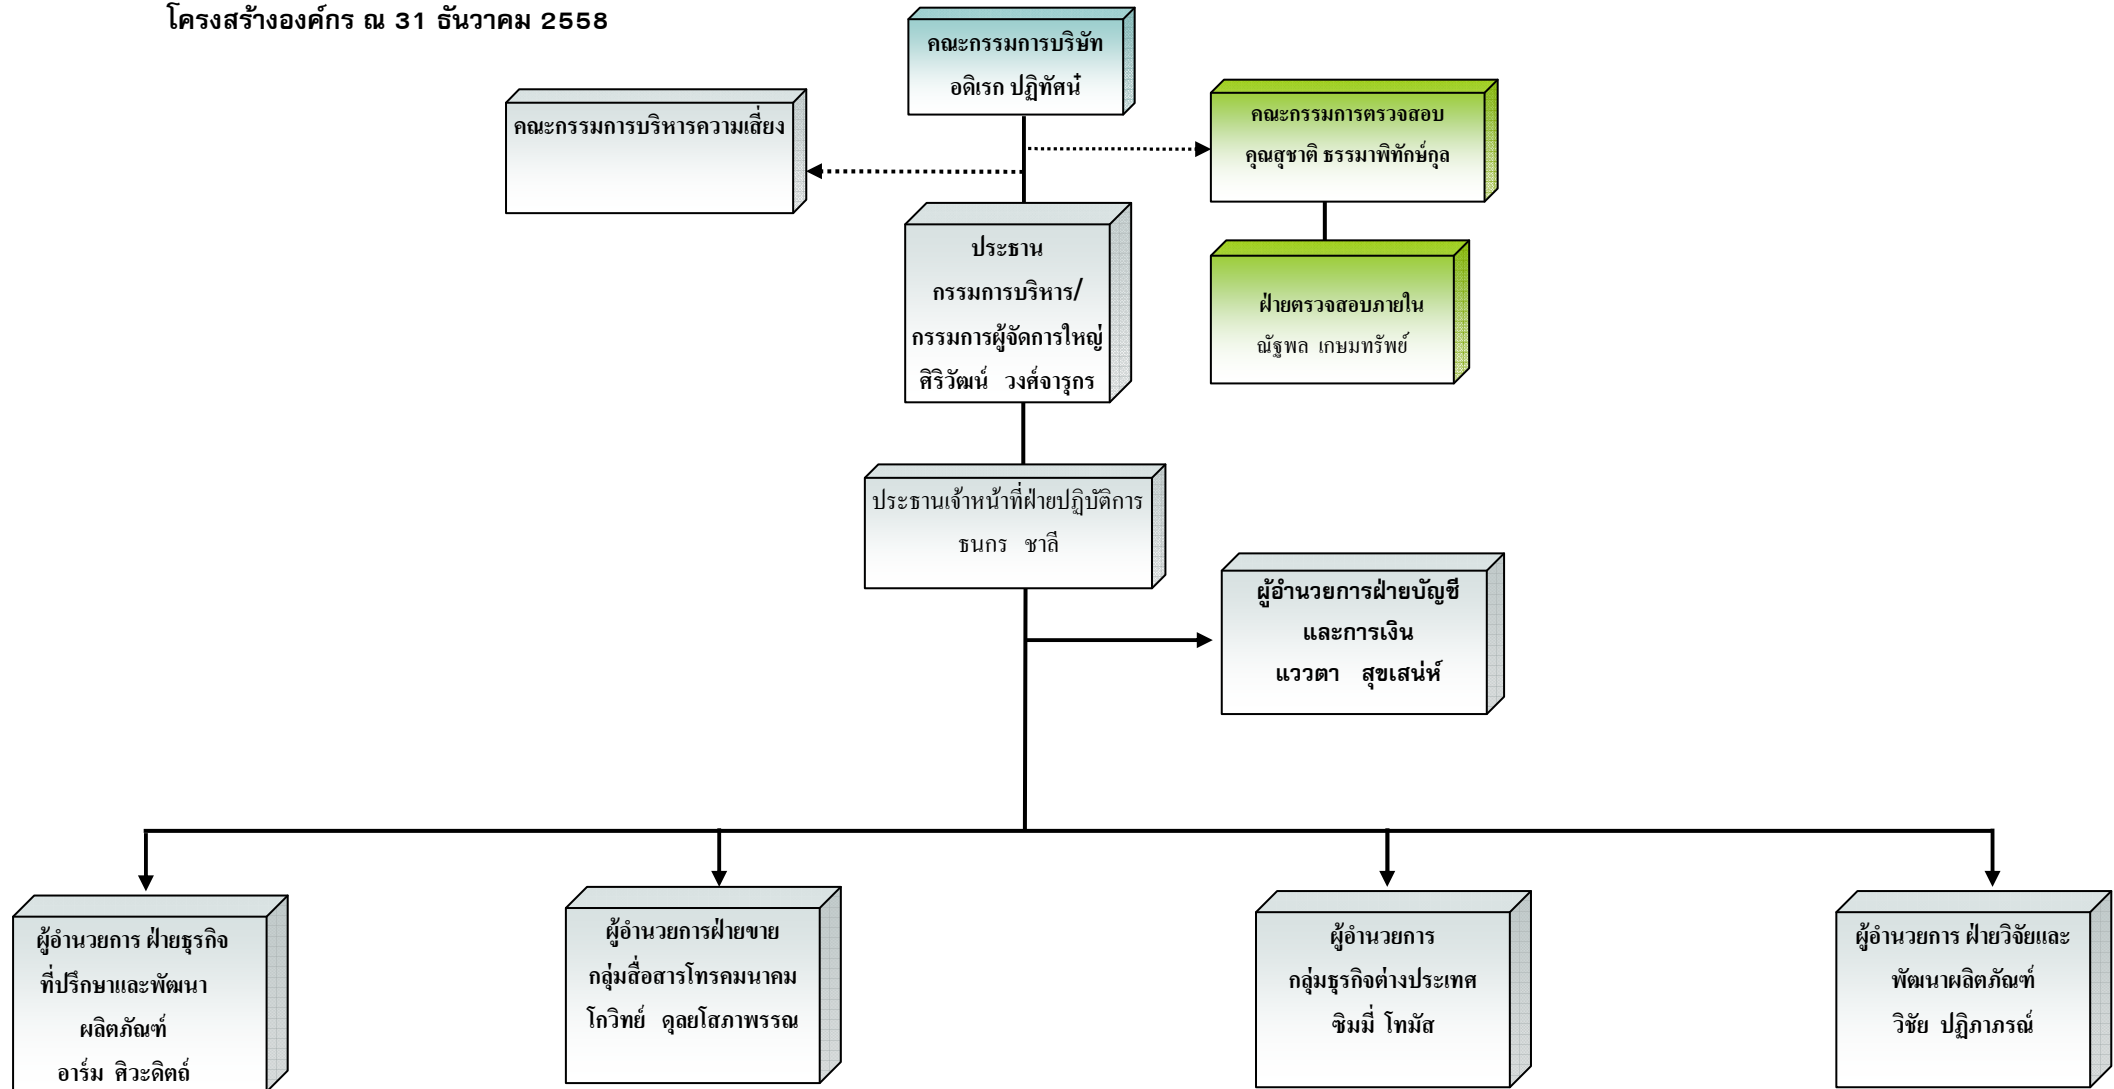 โครงสร้างองค์กร ณ 31 ธันวาคม 2558
คณะกรรมการบริษัท
อดิเรก ปฏิทัศน์
คณะกรรมการบริหารความเสี่ยง
คณะกรรมการตรวจสอบ
คุณสุชาติ ธรรมาพิทักษ์กุล
ประธาน
กรรมการบริหาร/
กรรมการผู้จัดการใหญ่
ศิริวัฒน์ วงศ์จารุกร
ฝ่ายตรวจสอบภายใน
ณัฐพล เกษมทรัพย์
ประธานเจ้าหน้าที่ฝ่ายปฏิบัติการ
ธนกร ชาลี
ผู้อำนวยการฝ่ายบัญชี
และการเงิน
แววตา สุขเสน่ห์
ผู้อำนวยการ ฝ่ายธุรกิจ
ที่ปรึกษาและพัฒนา
ผลิตภัณฑ์
อาร์ม ศิวะดิตถ์
ผู้อำนวยการฝ่ายขาย
กลุ่มสื่อสารโทรคมนาคม
โกวิทย์ ดุลยโสภาพรรณ
ผู้อำนวยการ
กลุ่มธุรกิจต่างประเทศ
ซิมมี่ โทมัส
ผู้อำนวยการ ฝ่ายวิจัยและ
พัฒนาผลิตภัณฑ์
วิชัย ปฏิภาภรณ์